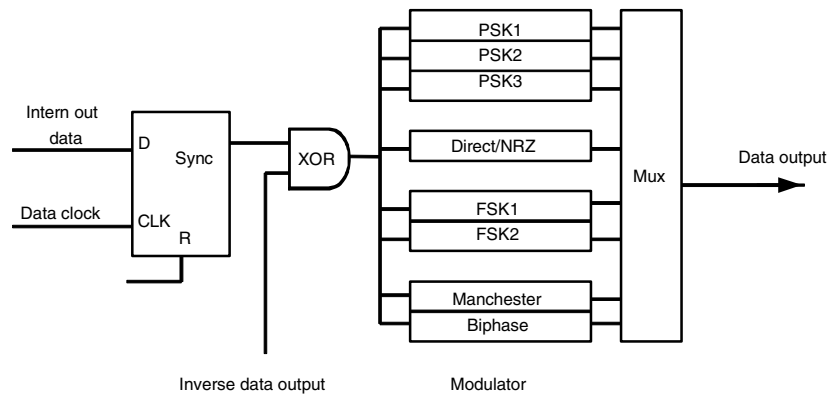 PSK1
PSK2
PSK3
Intern out
data
D
Sync
XOR
Direct/NRZ
Mux
Data output
Data clock
CLK
R
FSK1
FSK2
Manchester
Biphase
Inverse data output
Modulator